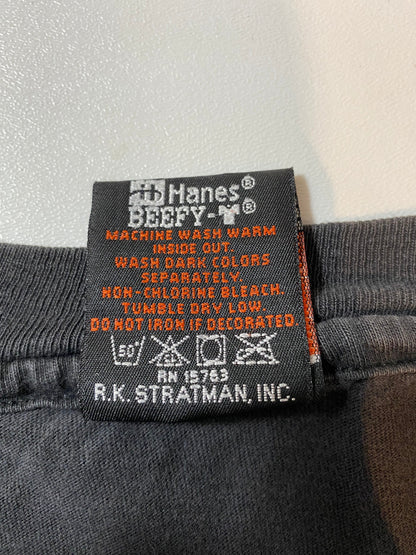 Hanes®
BEEFY-T®
MACHINE WASH WARM
INSIDE OUT.
WASH DARK COLORS
SEPARATELY.
NON-CHLORINE BLEACH.
TUMBLE DRY LOW.
DO NOT IRON IF DECORATED.
50°
RN 15763
R.K. STRATMAN, INC.